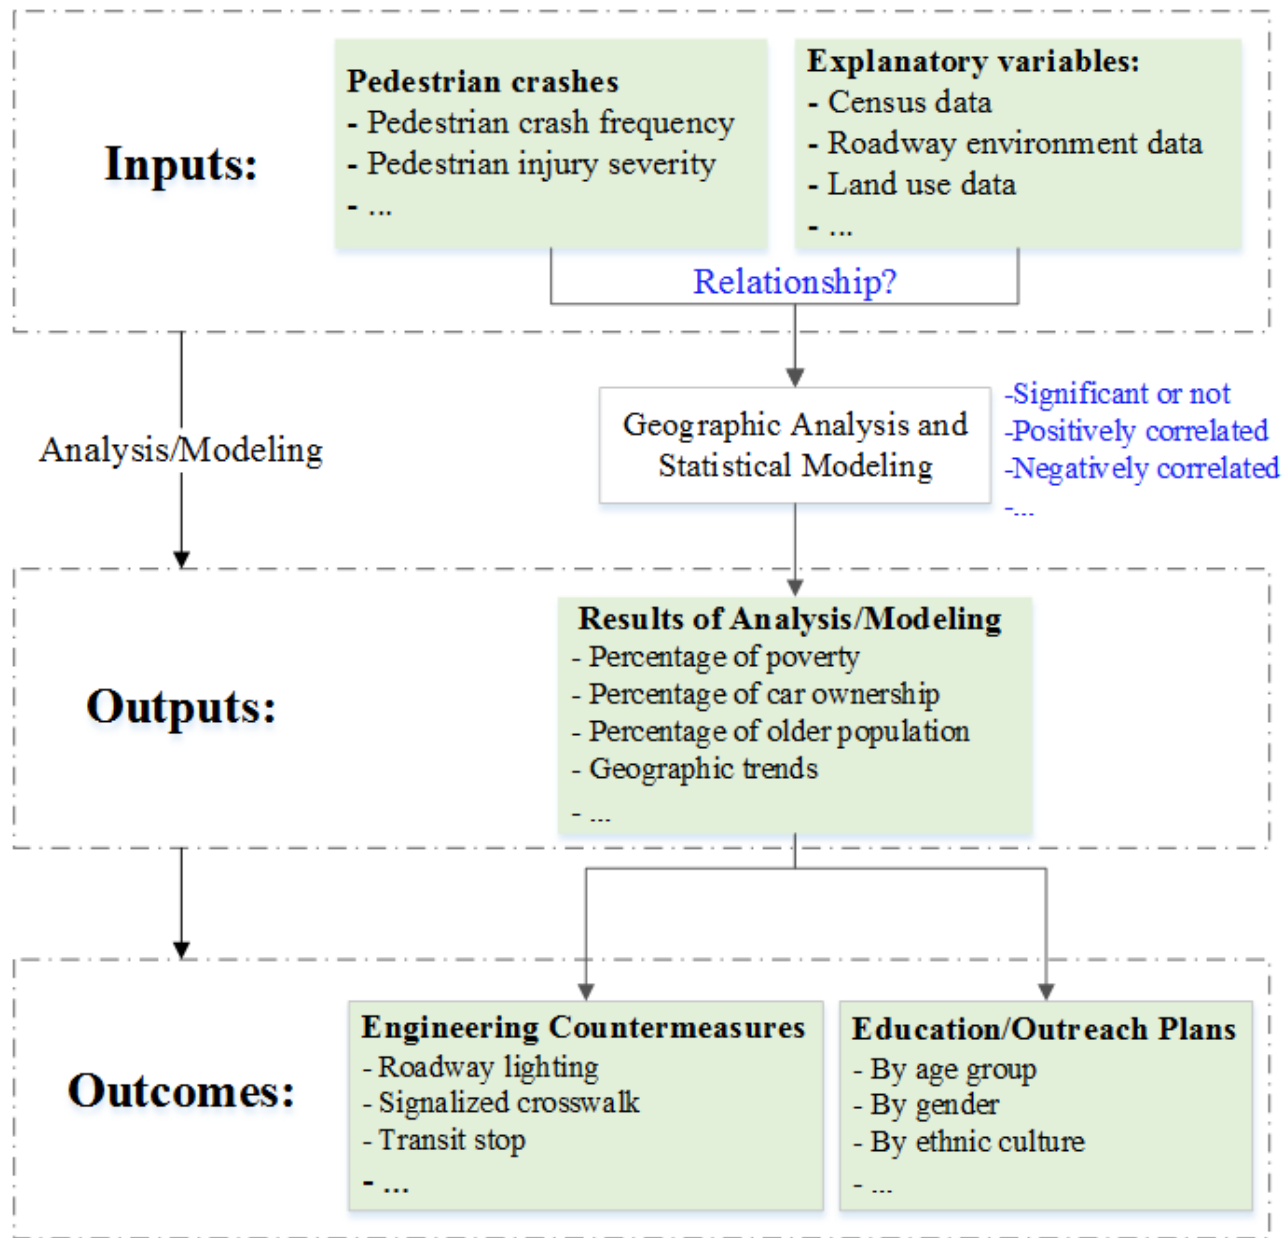 Inputs:
Pedestrian crashes
- Pedestrian crash frequency
- Pedestrian injury severity
- ...
Explanatory variables:
- Census data
- Roadway environment data
- Land use data
- ...
Relationship?
Analysis/Modeling
Geographic Analysis and
Statistical Modeling
-Significant or not
-Positively correlated
-Negatively correlated
-...
Outputs:
Results of Analysis/Modeling
- Percentage of poverty
- Percentage of car ownership
- Percentage of older population
- Geographic trends
- ...
Outcomes:
Engineering Countermeasures
- Roadway lighting
- Signalized crosswalk
- Transit stop
- ...
Education/Outreach Plans
- By age group
- By gender
- By ethnic culture
- ...